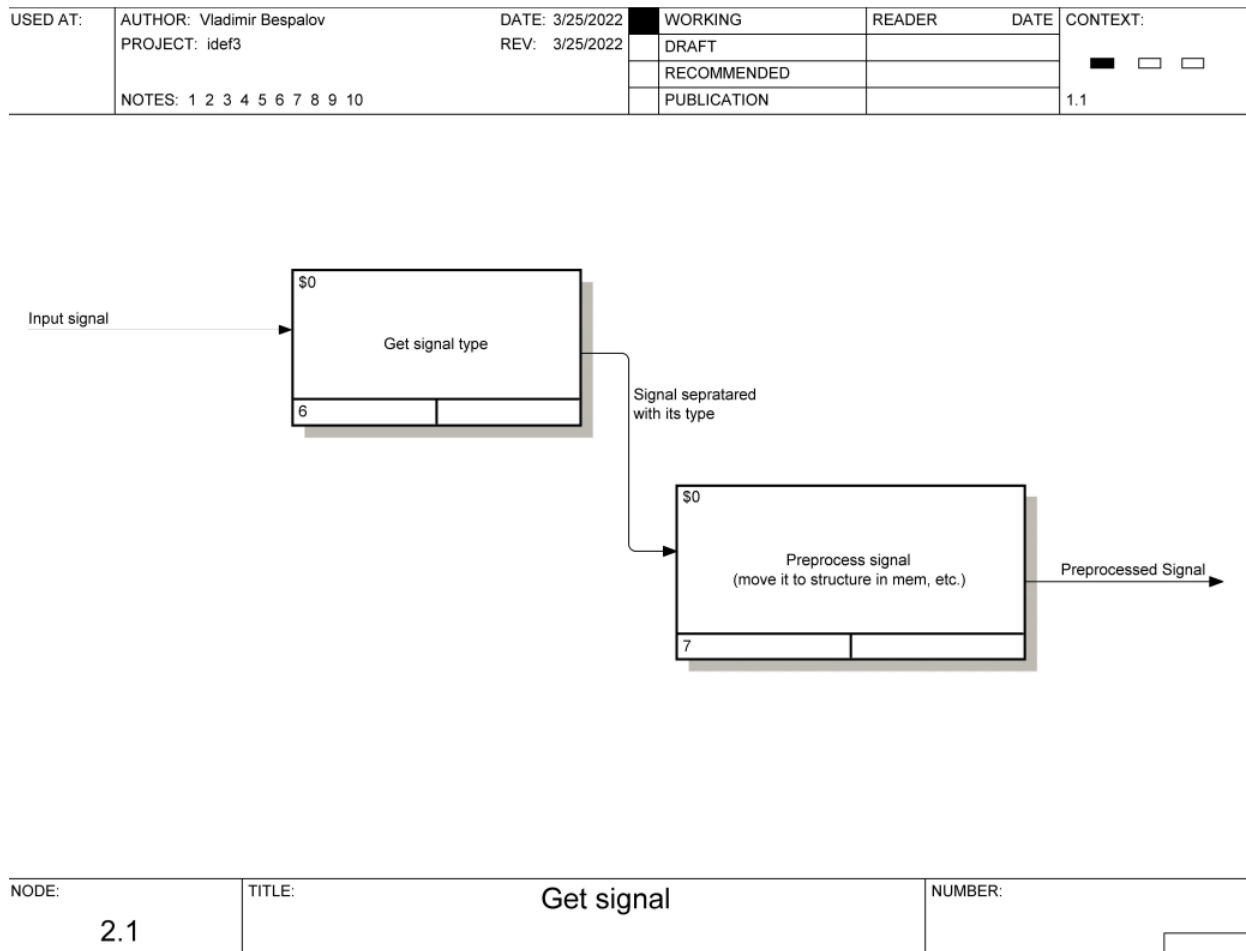 USED AT:
AUTHOR: Vladimir Bespalov
DATE: 3/25/2022
WORKING
READER
DATE
CONTEXT:
PROJECT: idef3
REV: 3/25/2022
DRAFT
RECOMMENDED
NOTES: 1 2 3 4 5 6 7 8 9 10
PUBLICATION
1.1
$0
Input signal
Get signal type
6
Signal sepratared
with its type
$0
Preprocess signal
(move it to structure in mem, etc.)
Preprocessed Signal
7
NODE:
TITLE:
Get signal
NUMBER:
2.1